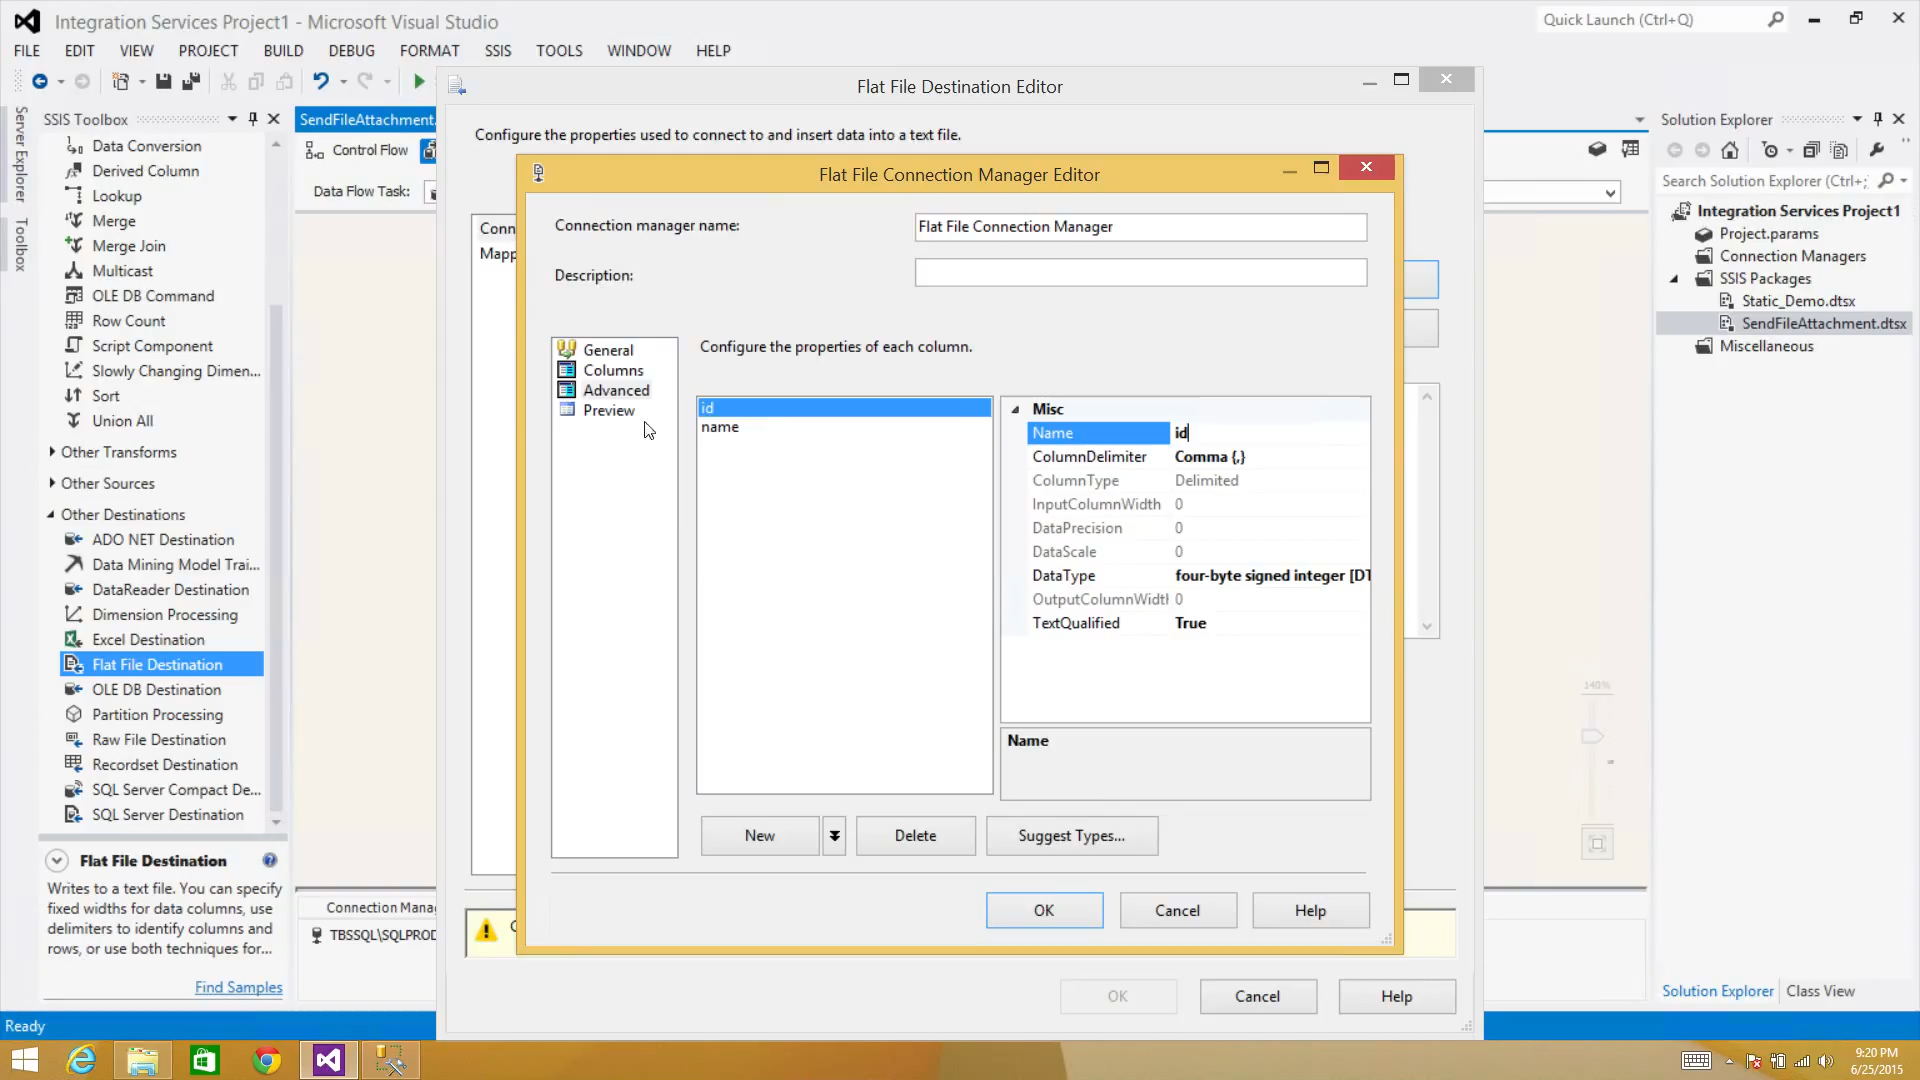 Integration Services Project1 - Microsoft Visual Studio
Quick Launch (Ctrl+Q)
FILE EDIT VIEW PROJECT BUILD DEBUG FORMAT SSIS TOOLS WINDOW HELP
Server Explorer
Toolbox
SSIS Toolbox
Data Conversion
Derived Column
Lookup
Merge
Merge Join
Multicast
OLE DB Command
Row Count
Script Component
Slowly Changing Dimen...
Sort
Union All
Other Transforms
Other Sources
Other Destinations
ADO NET Destination
Data Mining Model Trai...
DataReader Destination
Dimension Processing
Excel Destination
Flat File Destination
OLE DB Destination
Partition Processing
Raw File Destination
Recordset Destination
SQL Server Compact De...
SQL Server Destination
Flat File Destination
Writes to a text file. You can specify
fixed widths for data columns, use
delimiters to identify columns and
rows, or use both techniques for...
Find Samples
SendFileAttachment.
Control Flow
Data Flow Task:
Connection Manag
TBSSQL\SQLPROD
140%
Flat File Destination Editor
Configure the properties used to connect to and insert data into a text file.
Conn
Mapp
OK Cancel Help
Flat File Connection Manager Editor
Connection manager name: Flat File Connection Manager
Description:
General
Columns
Advanced
Preview
Configure the properties of each column.
id
name
Misc
Name id
ColumnDelimiter Comma {,}
ColumnType Delimited
InputColumnWidth 0
DataPrecision 0
DataScale 0
DataType four-byte signed integer [DT
OutputColumnWidth 0
TextQualified True
Name
New Delete Suggest Types...
OK Cancel Help
Solution Explorer
Search Solution Explorer (Ctrl+;
Integration Services Project1
Project.params
Connection Managers
SSIS Packages
Static_Demo.dtsx
SendFileAttachment.dtsx
Miscellaneous
Solution Explorer Class View
Ready
9:20 PM
6/25/2015